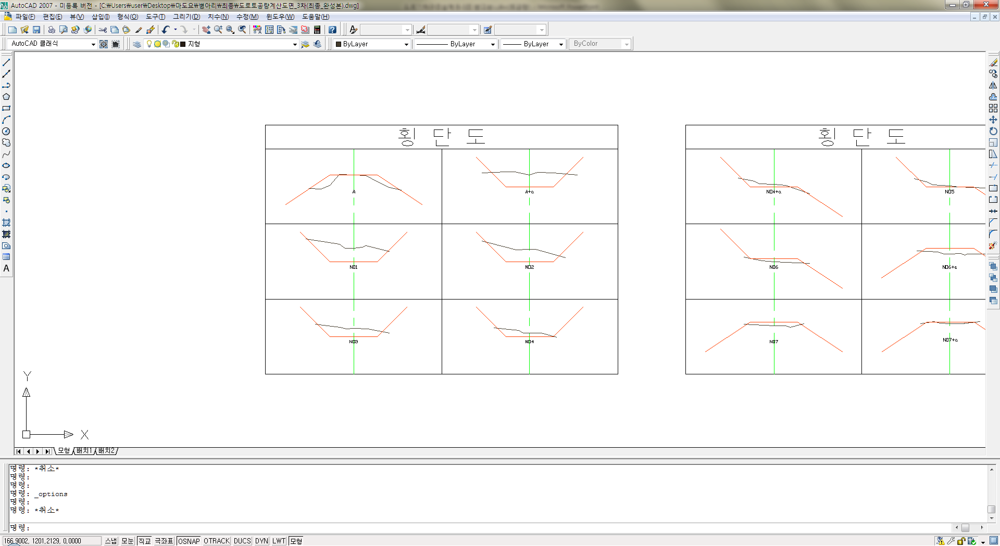 AutoCAD 2007 - 미등록 버전 - [C:₩Users₩user₩Desktop₩마도요₩병아리₩최종₩도로토공량계산도면_3차(최종_완성본).dwg]
파일(F) 편집(E) 뷰(V) 삽입(I) 형식(O) 도구(T) 그리기(D) 치수(N) 수정(M) 윈도우(W) 도움말(H)
AutoCAD 클래식 지형 ByLayer ByLayer ByLayer ByColor
횡 단 도
A A+α
NO1 NO2
NO3 NO4
횡 단 도
NO4+α NO5
NO6 NO6+α
NO7 NO7+α
Y
X
모형 배치1 배치2
명령: *취소*
명령:
명령:
명령: _options
명령:
명령: *취소*
명령:
166,9002, 1201,2129, 0,0000 스냅 모눈 직교 극좌표 OSNAP OTRACK DUCS DYN LWT 모형